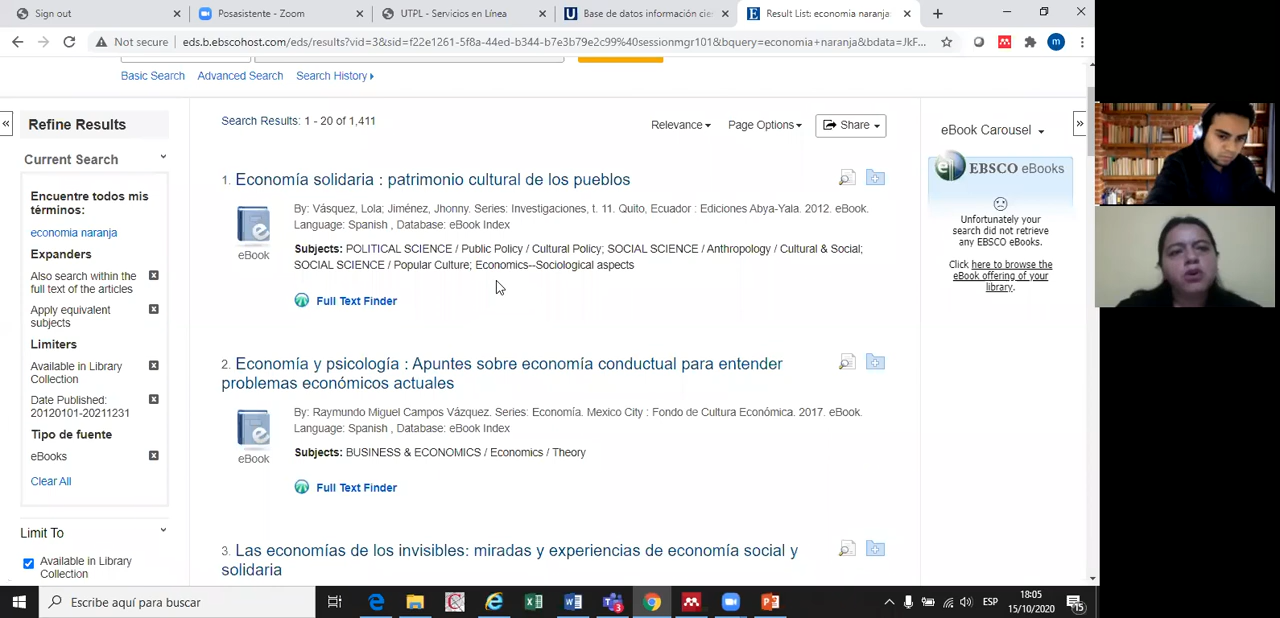 Sign out
Posasistente - Zoom
UTPL - Servicios en Línea
Base de datos información cie
Result List: economia naranja
Not secure
eds.b.ebscohost.com/eds/results?vid=3&sid=f22e1261-5f8a-44ed-b344-b7e3b79e2c99%40sessionmgr101&bquery=economia+naranja&bdata=JkF...
m
Basic Search
Advanced Search
Search History
Refine Results
Current Search
Encuentre todos mis
términos:
economia naranja
Expanders
Also search within the
full text of the articles
Apply equivalent
subjects
Limiters
Available in Library
Collection
Date Published:
20120101-20211231
Tipo de fuente
eBooks
Clear All
Limit To
Available in Library
Collection
Search Results: 1 - 20 of 1,411
Relevance
Page Options
Share
1. Economía solidaria : patrimonio cultural de los pueblos
eBook
By: Vásquez, Lola; Jiménez, Jhonny. Series: Investigaciones, t. 11. Quito, Ecuador : Ediciones Abya-Yala. 2012. eBook.
Language: Spanish , Database: eBook Index
Subjects: POLITICAL SCIENCE / Public Policy / Cultural Policy; SOCIAL SCIENCE / Anthropology / Cultural & Social;
SOCIAL SCIENCE / Popular Culture; Economics--Sociological aspects
Full Text Finder
2. Economía y psicología : Apuntes sobre economía conductual para entender
problemas económicos actuales
eBook
By: Raymundo Miguel Campos Vázquez. Series: Economía. Mexico City : Fondo de Cultura Económica. 2017. eBook.
Language: Spanish , Database: eBook Index
Subjects: BUSINESS & ECONOMICS / Economics / Theory
Full Text Finder
3. Las economías de los invisibles: miradas y experiencias de economía social y
solidaria
eBook Carousel
EBSCO eBooks
Unfortunately your
search did not retrieve
any EBSCO eBooks.
Click here to browse the
eBook offering of your
library.
Escribe aquí para buscar
3
ESP
18:05
15/10/2020
15